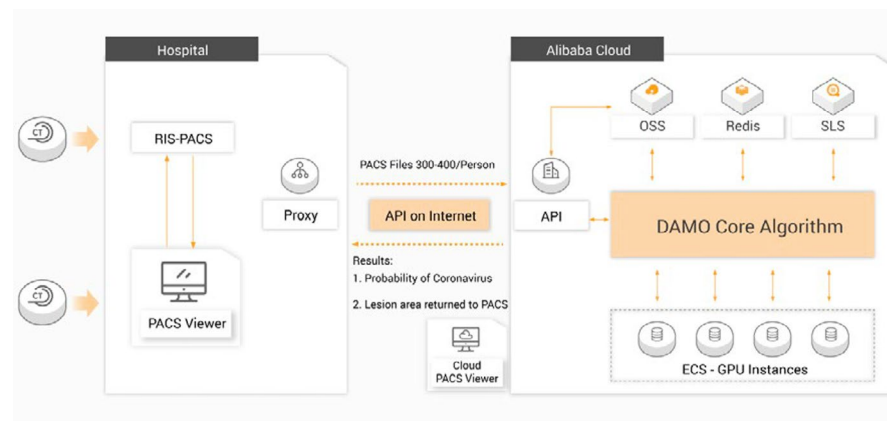 Hospital
CT
RIS-PACS
CT
PACS Viewer
Proxy
PACS Files 300-400/Person
API on Internet
Results:
1. Probability of Coronavirus
2. Lesion area returned to PACS
Cloud
PACS Viewer
Alibaba Cloud
OSS
Redis
SLS
API
DAMO Core Algorithm
ECS - GPU Instances